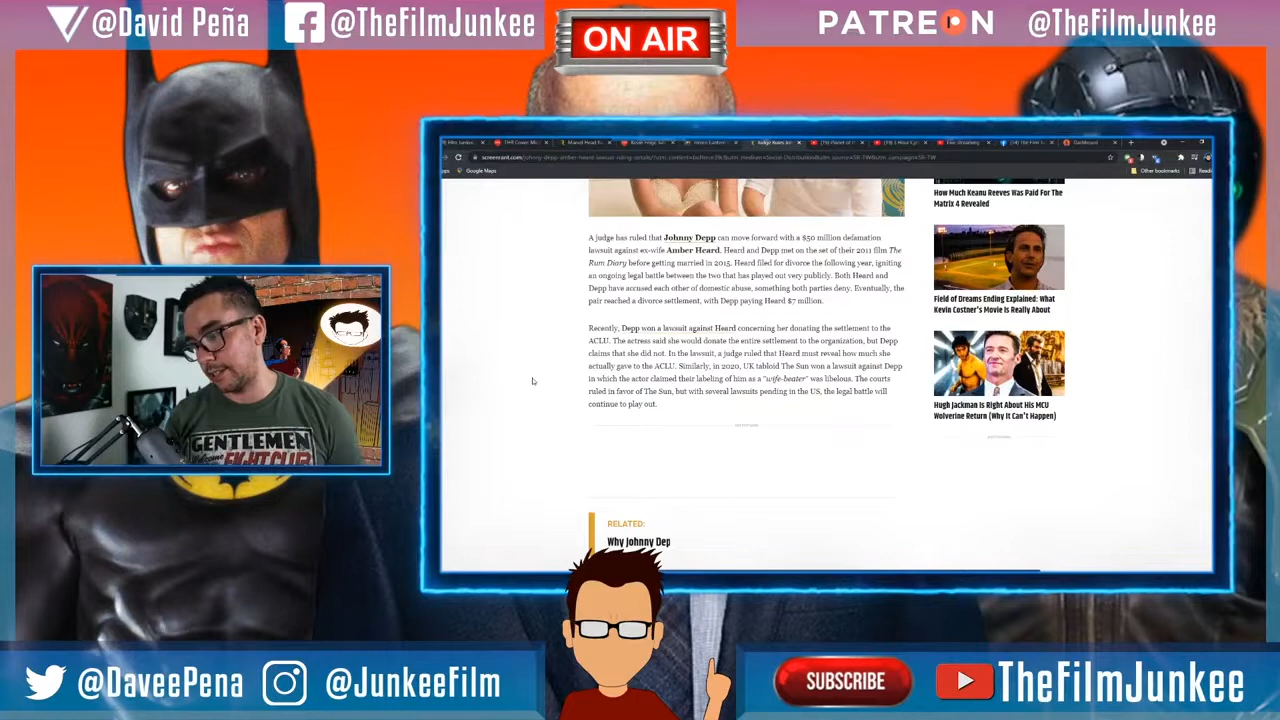 @David Peña
@TheFilmJunkee
ON AIR
PATREON
@TheFilmJunkee
Google Maps
Other bookmarks
A judge has ruled that Johnny Depp can move forward with a $50 million defamation
lawsuit against ex-wife Amber Heard. Heard and Depp met on the set of their 2011 film The
Rum Diary before getting married in 2015. Heard filed for divorce the following year, igniting
an ongoing legal battle between the two that has played out very publicly. Both Heard and
Depp have accused each other of domestic abuse, something both parties deny. Eventually, the
pair reached a divorce settlement, with Depp paying Heard $7 million.
Recently, Depp won a lawsuit against Heard concerning her donating the settlement to the
ACLU. The actress said she would donate the entire settlement to the organization, but Depp
claims that she did not. In the lawsuit, a judge ruled that Heard must reveal how much she
actually gave to the ACLU. Similarly, in 2020, UK tabloid The Sun won a lawsuit against Depp
in which the actor claimed their labeling of him as a "wife-beater" was libelous. The courts
ruled in favor of The Sun, but with several lawsuits pending in the US, the legal battle will
continue to play out.
RELATED:
Why Johnny Dep
How Much Keanu Reeves Was Paid For The
Matrix 4 Revealed
Field of Dreams Ending Explained: What
Kevin Costner's Movie Is Really About
Hugh Jackman Is Right About His MCU
Wolverine Return (Why It Can't Happen)
GENTLEMEN
Welcome
FIGHT CLUB
@DaveePena
@JunkeeFilm
SUBSCRIBE
TheFilmJunkee